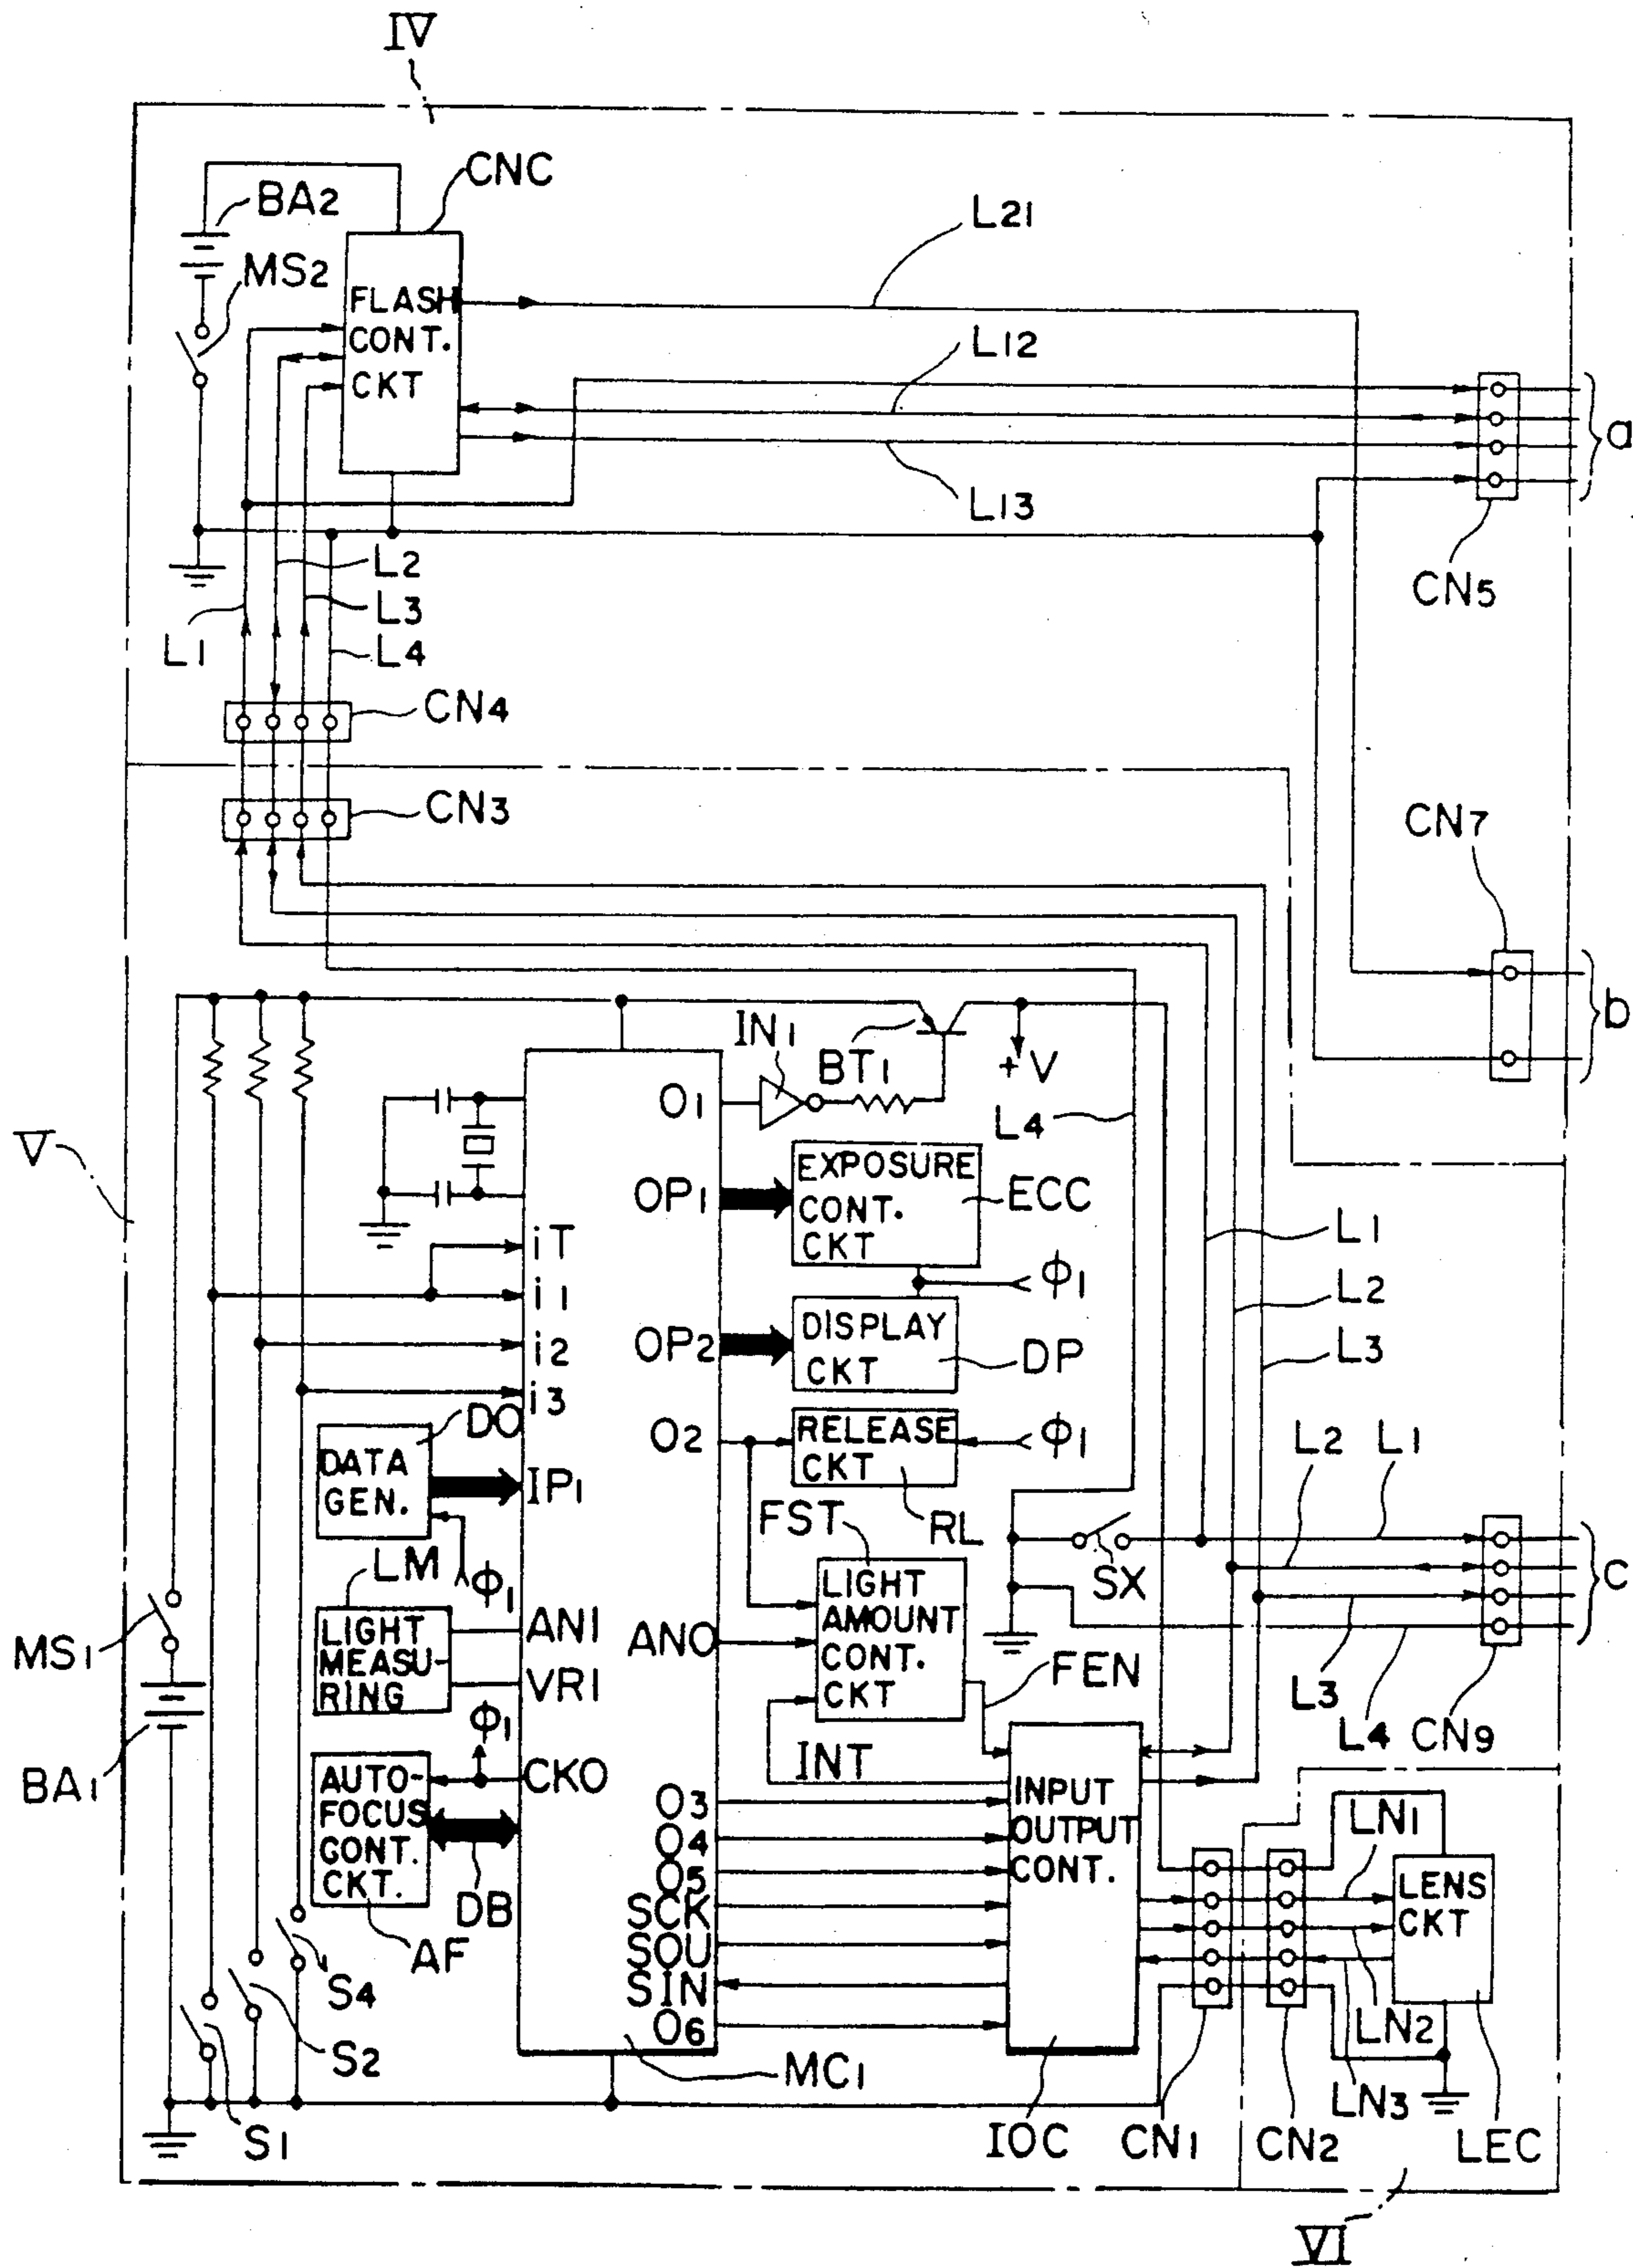 IV
CNC
BA2
L21
MS2
FLASH
CONT.
CKT
L12
a
L13
CN5
L2
L3
L1
L4
CN4
CN3
CN7
b
IN1
BT1
+V
O1
L4
V
EXPOSURE
CONT.
CKT
ECC
OP1
iT
L1
ϕ1
i1
L2
DISPLAY
CKT
OP2
DP
i2
L3
i3
DO
O2
RELEASE
CKT
ϕ1
L2
L1
DATA
GEN.
IP1
FST
RL
LM
ϕ1
SX
c
LIGHT
AMOUNT
CONT.
CKT
LIGHT
MEASU
RING
ANI
ANO
MS1
FEN
VRI
L3
ϕ1
L4
CN9
INT
BA1
CKO
AUTO-
FOCUS
CONT.
CKT.
INPUT
OUTPUT
CONT.
O3
LN1
O4
O5
LENS
CKT
DB
SCK
AF
SOU
S4
SIN
LN2
O6
S2
MC1
LN3
S1
IOC
CN1
CN2
LEC
VI